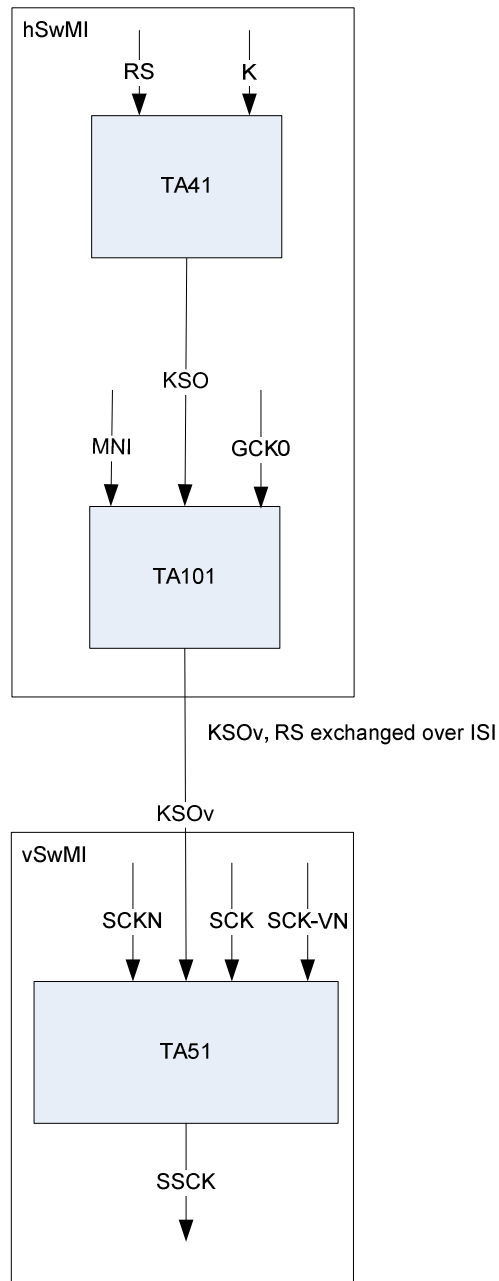 hSwMI
RS K
TA41
KSO
MNI GCK0
TA101
KSOv, RS exchanged over ISI
KSOv
vSwMI
SCKN SCK SCK-VN
TA51
SSCK